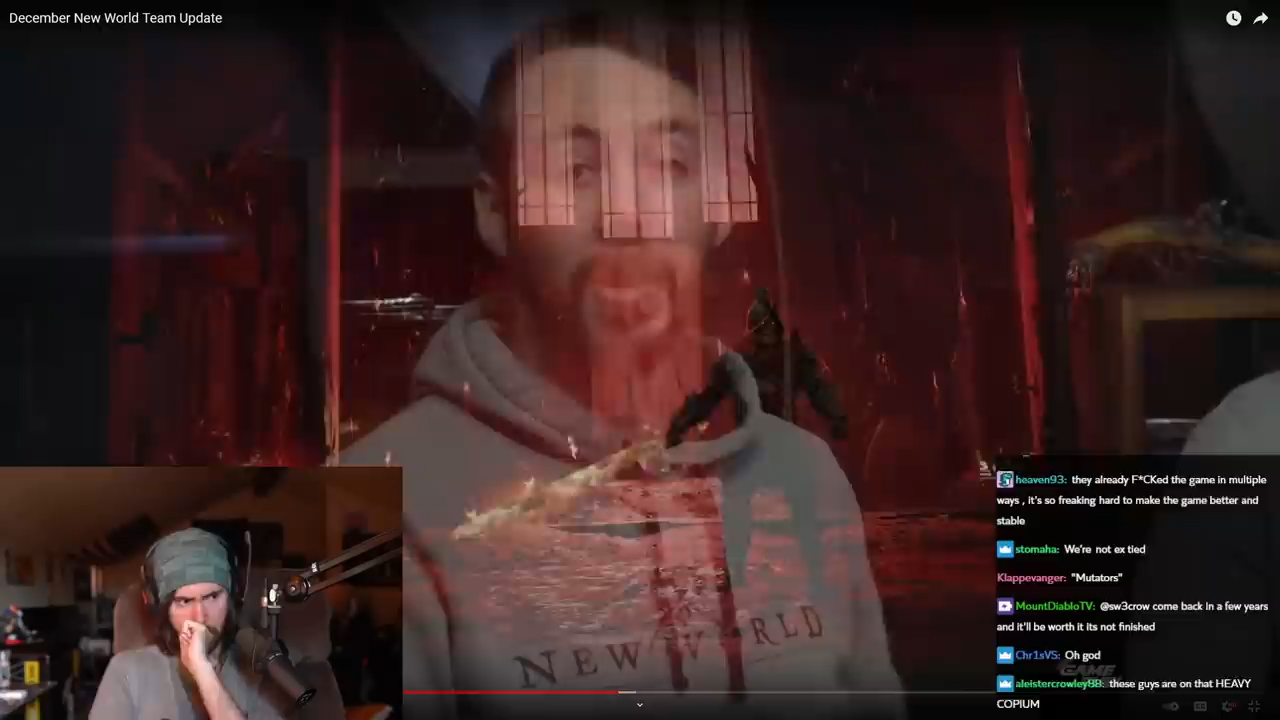 December New World Team Update
heaven93: they already F*CKed the game in multiple
ways , it's so freaking hard to make the game better and
stable
stomaha: We're not ex tied
Klappevanger: "Mutators"
MountDiabloTV: @sw3crow come back in a few years
and it'll be worth it its not finished
Chr1sVS: Oh god
GAME
aleistercrowley88: these guys are on that HEAVY
COPIUM
NEW WORLD